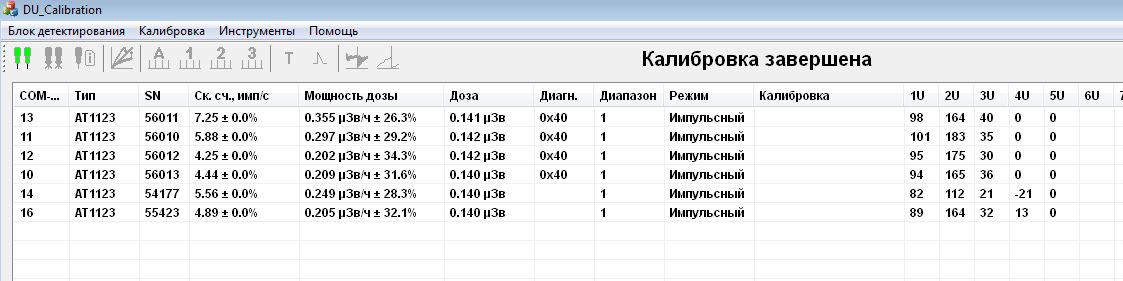 DU_Calibration
Блок детектирования Калибровка Инструменты Помощь
A 1 2 3 T Калибровка завершена
COM-... Тип SN Ск. сч., имп/с Мощность дозы Доза Диагн. Диапазон Режим Калибровка 1U 2U 3U 4U 5U 6U 7
13 AT1123 56011 7.25 ± 0.0% 0.355 µЗв/ч ± 26.3% 0.141 µЗв 0x40 1 Импульсный 98 164 40 0 0
11 AT1123 56010 5.88 ± 0.0% 0.297 µЗв/ч ± 29.2% 0.142 µЗв 0x40 1 Импульсный 101 183 35 0 0
12 AT1123 56012 4.25 ± 0.0% 0.202 µЗв/ч ± 34.3% 0.142 µЗв 0x40 1 Импульсный 95 175 30 0 0
10 AT1123 56013 4.44 ± 0.0% 0.209 µЗв/ч ± 31.6% 0.140 µЗв 0x40 1 Импульсный 94 165 36 0 0
14 AT1123 54177 5.56 ± 0.0% 0.249 µЗв/ч ± 28.3% 0.140 µЗв 1 Импульсный 82 112 21 -21 0
16 AT1123 55423 4.89 ± 0.0% 0.205 µЗв/ч ± 32.1% 0.140 µЗв 1 Импульсный 89 164 32 13 0